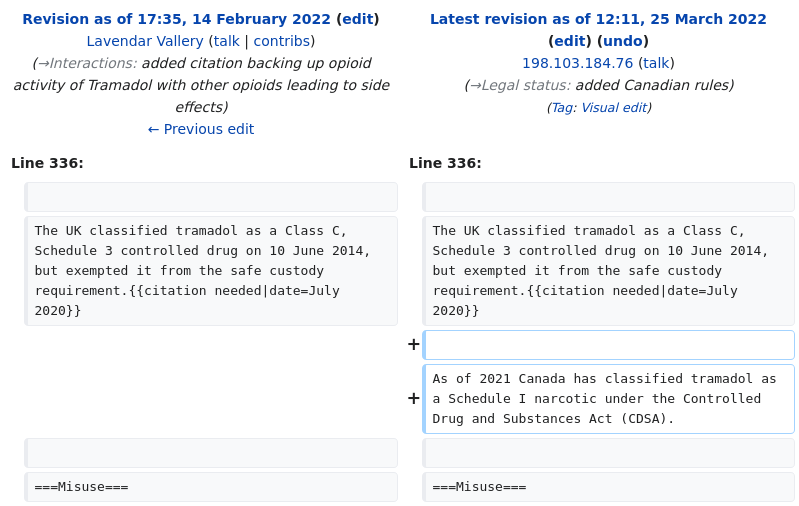 Revision as of 17:35, 14 February 2022 (edit)
Lavendar Vallery (talk | contribs)
(→Interactions: added citation backing up opioid
activity of Tramadol with other opioids leading to side
effects)
← Previous edit
Latest revision as of 12:11, 25 March 2022
(edit) (undo)
198.103.184.76 (talk)
(→Legal status: added Canadian rules)
(Tag: Visual edit)
Line 336:
Line 336:
The UK classified tramadol as a Class C,
Schedule 3 controlled drug on 10 June 2014,
but exempted it from the safe custody
requirement.{{citation needed|date=July
2020}}
The UK classified tramadol as a Class C,
Schedule 3 controlled drug on 10 June 2014,
but exempted it from the safe custody
requirement.{{citation needed|date=July
2020}}
+
+
As of 2021 Canada has classified tramadol as
a Schedule I narcotic under the Controlled
Drug and Substances Act (CDSA).
===Misuse===
===Misuse===